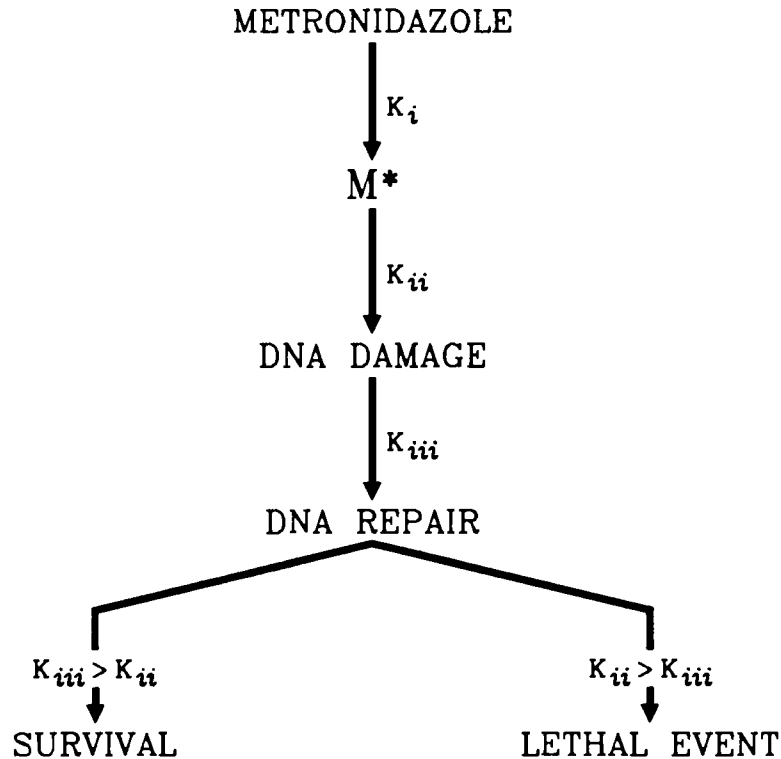 METRONIDAZOLE
Ki
M*
Kii
DNA DAMAGE
Kiii
DNA REPAIR
Kiii > Kii
Kii > Kiii
SURVIVAL
LETHAL EVENT